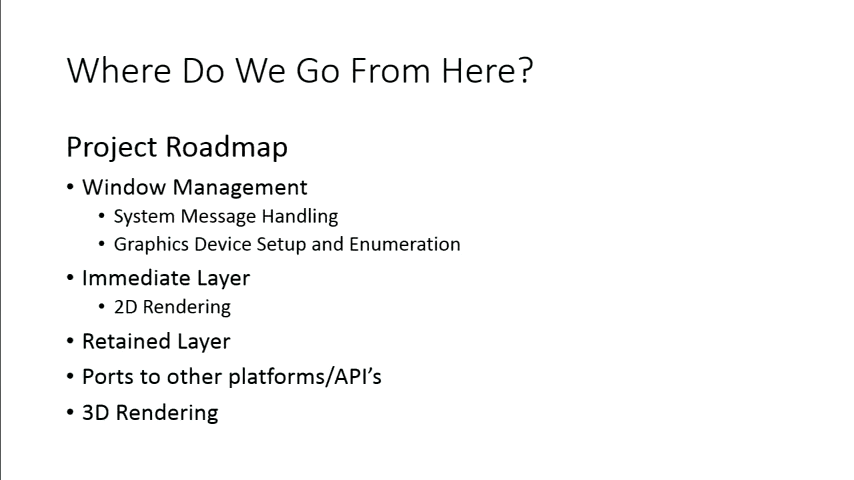 Where Do We Go From Here?
Project Roadmap
• Window Management
• System Message Handling
• Graphics Device Setup and Enumeration
• Immediate Layer
• 2D Rendering
• Retained Layer
• Ports to other platforms/API’s
• 3D Rendering